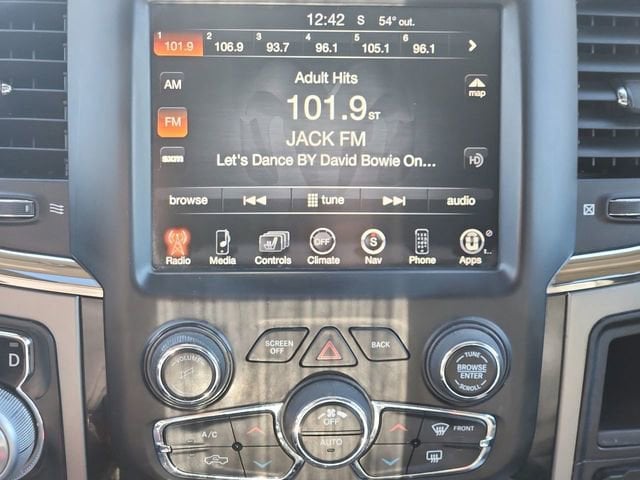 12:42 S 54° out.
1 101.9 2 106.9 3 93.7 4 96.1 5 105.1 6 96.1
AM
Adult Hits
map
FM
101.9 ST
JACK FM
sxm
Let's Dance BY David Bowie On...
HD
browse tune audio
OFF S
Radio Media Controls Climate Nav Phone Apps
D
VOLUME
SCREEN OFF
BACK
TUNE
BROWSE
ENTER
SCROLL
A/C
OFF
AUTO
FRONT